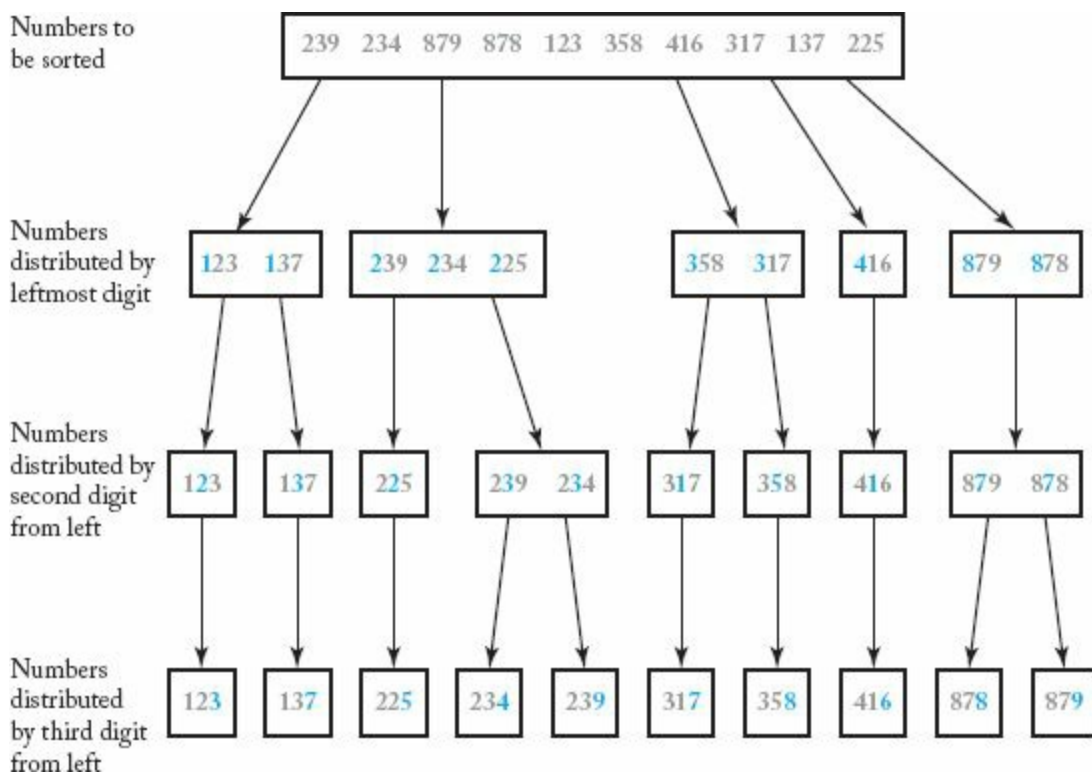 Numbers to
be sorted
239 234 879 878 123 358 416 317 137 225
Numbers
distributed by
leftmost digit
123 137 239 234 225 358 317 416 879 878
Numbers
distributed by
second digit
from left
123 137 225 239 234 317 358 416 879 878
Numbers
distributed
by third digit
from left
123 137 225 234 239 317 358 416 878 879